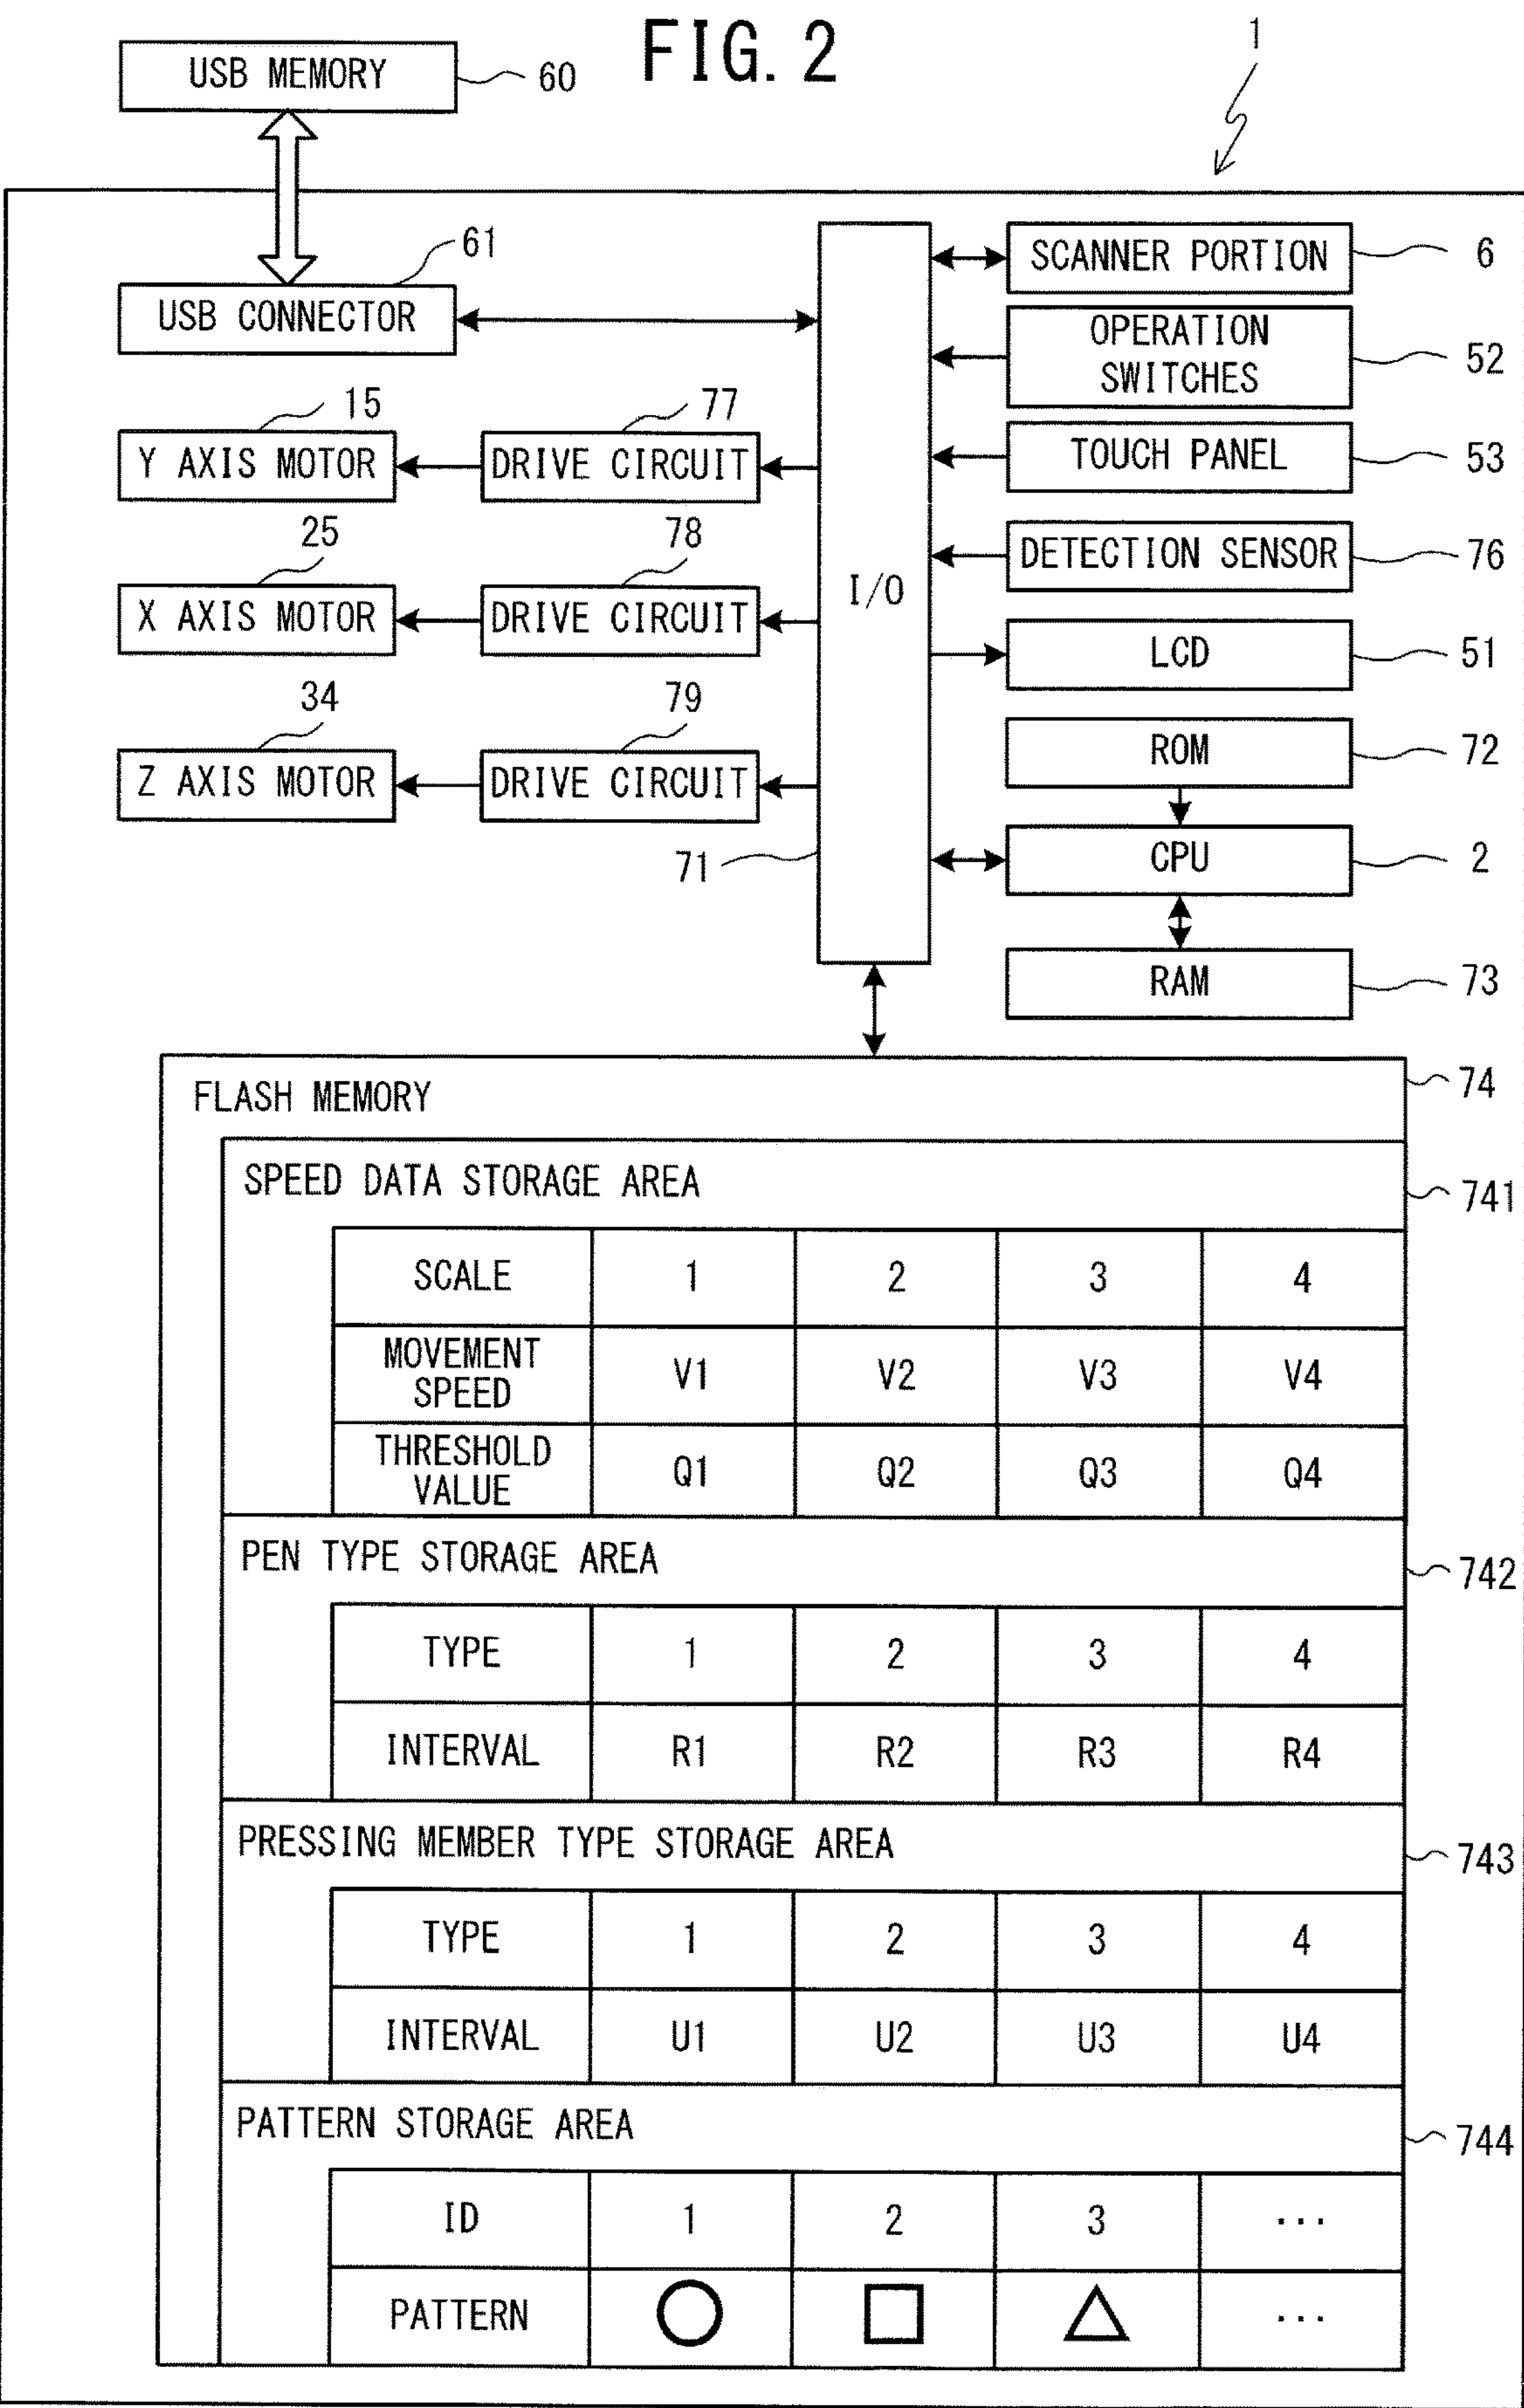 FIG. 2
1
USB MEMORY
60
USB CONNECTOR
61
Y AXIS MOTOR
15
DRIVE CIRCUIT
77
X AXIS MOTOR
25
DRIVE CIRCUIT
78
Z AXIS MOTOR
34
DRIVE CIRCUIT
79
I/O
71
SCANNER PORTION
6
OPERATION
SWITCHES
52
TOUCH PANEL
53
DETECTION SENSOR
76
LCD
51
ROM
72
CPU
2
RAM
73
FLASH MEMORY
74
SPEED DATA STORAGE AREA
741
SCALE 1 2 3 4
MOVEMENT
SPEED
V1 V2 V3 V4
THRESHOLD
VALUE
Q1 Q2 Q3 Q4
PEN TYPE STORAGE AREA
742
TYPE 1 2 3 4
INTERVAL R1 R2 R3 R4
PRESSING MEMBER TYPE STORAGE AREA
743
TYPE 1 2 3 4
INTERVAL U1 U2 U3 U4
PATTERN STORAGE AREA
744
ID 1 2 3 ...
PATTERN ...